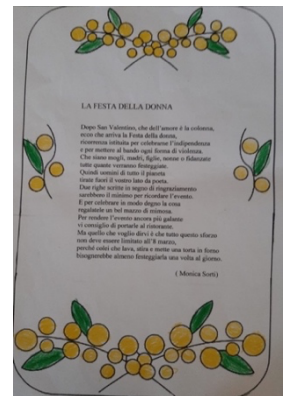 LA FESTA DELLA DONNA
Dopo San Valentino, che dell'amore è la colonna,
ecco che arriva la Festa della donna,
ricorrenza istituita per celebrarne l'indipendenza
e per mettere al bando ogni forma di violenza.
Che siano mogli, madri, figlie, nonne o fidanzate
tutte quante verranno festeggiate.
Quindi uomini di tutto il pianeta
tirate fuori il vostro lato da poeta.
Due righe scritte in segno di ringraziamento
sarebbero il minimo per ricordare l'evento.
E per celebrare in modo degno la cosa
regalatele un bel mazzo di mimosa.
Per rendere l'evento ancora più galante
vi consiglio di portarle al ristorante.
Ma quello che voglio dirvi è che tutto questo sforzo
non deve essere limitato all'8 marzo,
perché colei che lava, stira e mette una torta in forno
bisognerebbe almeno festeggiarla una volta al giorno.
( Monica Sorti)